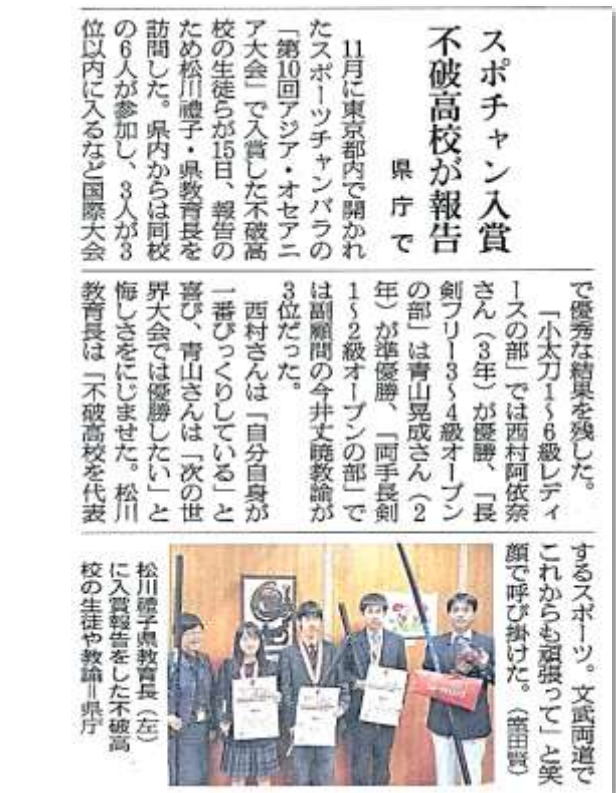 スポチャン入賞
不破高校が報告
県庁で
11月に東京都内で開かれ
たスポーツチャンバラの
「第10回アジア・オセアニ
ア大会」で入賞した不破高
校の生徒らが15日、報告の
ため松川禮子・県教育長を
訪問した。県内からは同校
の6人が参加し、3人が3
位以内に入るなど国際大会
で優秀な結果を残した。
「小太刀1〜6級レディ
ースの部」では西村阿依奈
さん（3年）が優勝、「長
剣フリー3〜4級オープン
の部」は青山晃成さん（2
年）が準優勝、「両手長剣
1〜2級オープンの部」で
は副顧問の今井丈暁教諭が
3位だった。
西村さんは「自分自身が
一番びっくりしている」と
喜び、青山さんは「次の世
界大会では優勝したい」と
悔しさをにじませた。松川
教育長は「不破高校を代表
するスポーツ。文武両道で
これからも頑張って」と笑
顔で呼び掛けた。（窪田賢）
松川禮子県教育長（左）
に入賞報告をした不破高
校の生徒や教諭＝県庁